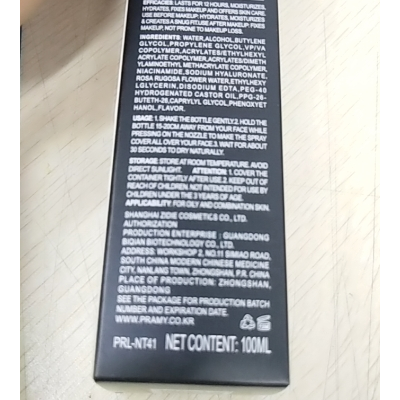 EFFICACIES: LASTS FOR 12 HOURS, MOISTURIZES,
HYDRATES, FIXES MAKEUP AND OFFERS SKIN CARE.
USE BEFORE MAKEUP: HYDRATES, MOISTURIZES
& CREATES A SNUG FIT.USE AFTER MAKEUP: FIXES
MAKEUP, NOT PRONE TO MAKEUP LOSS.
INGREDIENTS: WATER,ALCOHOL,BUTYLENE
GLYCOL,PROPYLENE GLYCOL,VP/VA
COPOLYMER,ACRYLATES/ETHYLHEXYL
ACRYLATE COPOLYMER,ACRYLATES/DIMETH
YLAMINOETHYL METHACRYLATE COPOLYMER,
NIACINAMIDE,SODIUM HYALURONATE,
ROSA RUGOSA FLOWER WATER,ETHYLHEXY
LGLYCERIN,DISODIUM EDTA,PEG-40
HYDROGENATED CASTOR OIL,PPG-26-
BUTETH-26,CAPRYLYL GLYCOL,PHENOXYET
HANOL,FLAVOR.
USAGE: 1. SHAKE THE BOTTLE GENTLY.2. HOLD THE
BOTTLE 15-20CM AWAY FROM YOUR FACE WHILE
PRESSING ON THE NOZZLE TO MAKE THE SPRAY
COVER ALL OVER YOUR FACE.3. WAIT FOR ABOUT
30 SECONDS TO DRY NATURALLY.
STORAGE: STORE AT ROOM TEMPERATURE. AVOID
DIRECT SUNLIGHT. ATTENTION: 1. COVER THE
CONTAINER TIGHTLY AFTER USE.2. KEEP OUT OF
REACH OF CHILDREN. NOT INTENDED FOR USE BY
CHILDREN UNDER THE 3 YEARS OF AGE.
APPLICABILITY: FOR OILY AND COMBINATION SKIN.
SHANGHAI ZIDIE COSMETICS CO., LTD.
AUTHORIZATION
PRODUCTION ENTERPRISE : GUANGDONG
BIQIAN BIOTECHNOLOGY CO., LTD.
ADDRESS: WORKSHOP 2, NO.11 SIMIAO ROAD,
SOUTH CHINA MODERN CHINESE MEDICINE
CITY, NANLANG TOWN, ZHONGSHAN, P.R. CHINA
PLACE OF PRODUCTION: ZHONGSHAN,
GUANGDONG
SEE THE PACKAGE FOR PRODUCTION BATCH
NUMBER AND EXPIRATION DATE
WWW.PRAMY.CO.KR
PRL-NT41 NET CONTENT: 100ML